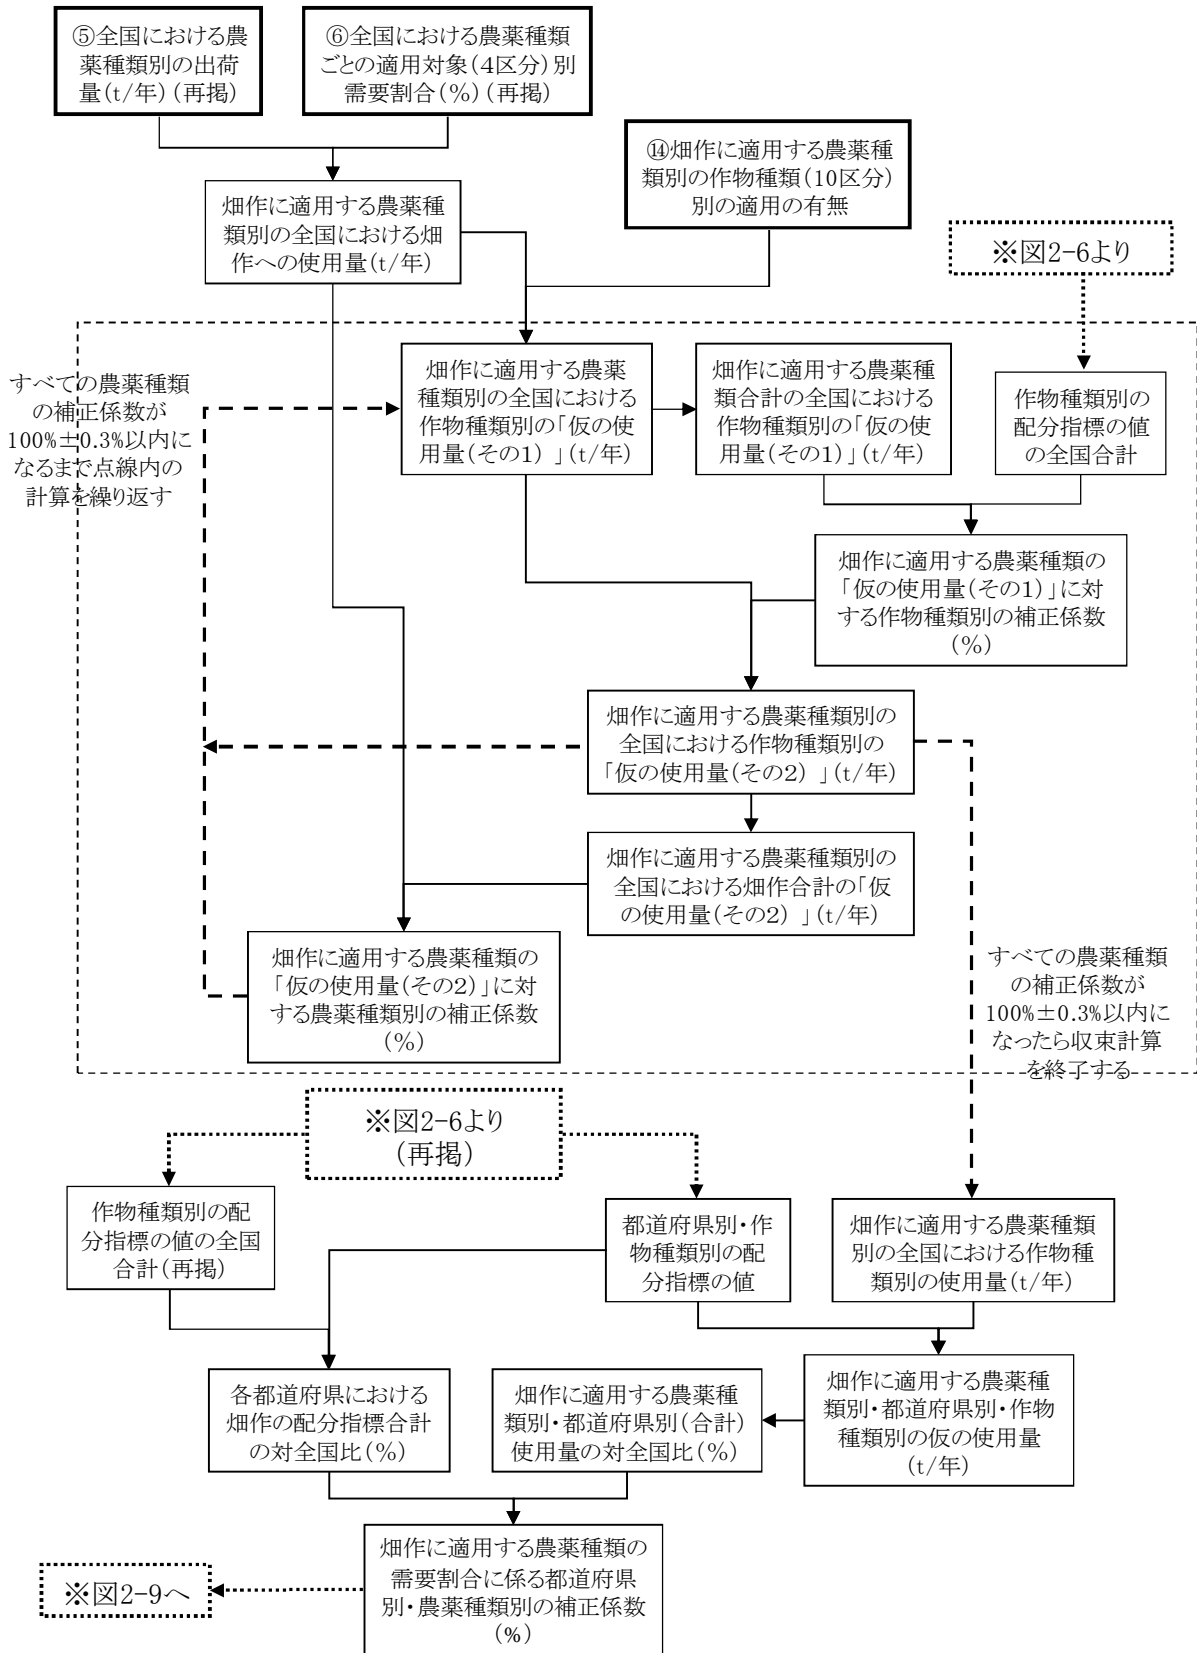 ⑤全国における農
薬種類別の出荷
量(t/年)(再掲)
⑥全国における農薬種類
ごとの適用対象(4区分)別
需要割合(%)(再掲)
⑭畑作に適用する農薬種
類別の作物種類(10区分)
別の適用の有無
畑作に適用する農薬種
類別の全国における畑
作への使用量(t/年)
※図2-6より
すべての農薬種類
の補正係数が
100%±0.3%以内に
なるまで点線内の
計算を繰り返す
畑作に適用する農薬
種類別の全国における
作物種類別の「仮の使
用量(その1) 」(t/年)
畑作に適用する農薬種
類合計の全国における
作物種類別の「仮の使
用量(その1)」(t/年)
作物種類別の
配分指標の値
の全国合計
畑作に適用する農薬種類の
「仮の使用量(その1)」に対
する作物種類別の補正係数
(%)
畑作に適用する農薬種類別の
全国における作物種類別の
「仮の使用量(その2) 」(t/年)
畑作に適用する農薬種類別の
全国における畑作合計の「仮
の使用量(その2) 」(t/年)
畑作に適用する農薬種類の
「仮の使用量(その2)」に対
する農薬種類別の補正係数
(%)
すべての農薬種類
の補正係数が
100%±0.3%以内に
なったら収束計算
を終了する
※図2-6より
(再掲)
作物種類別の配
分指標の値の全国
合計(再掲)
都道府県別・作
物種類別の配
分指標の値
畑作に適用する農薬種類
別の全国における作物種
類別の使用量(t/年)
各都道府県における
畑作の配分指標合計
の対全国比(%)
畑作に適用する農薬種
類別・都道府県別(合計)
使用量の対全国比(%)
畑作に適用する農薬種
類別・都道府県別・作物
種類別の仮の使用量
(t/年)
畑作に適用する農薬種類の
需要割合に係る都道府県
別・農薬種類別の補正係数
(%)
※図2-9へ